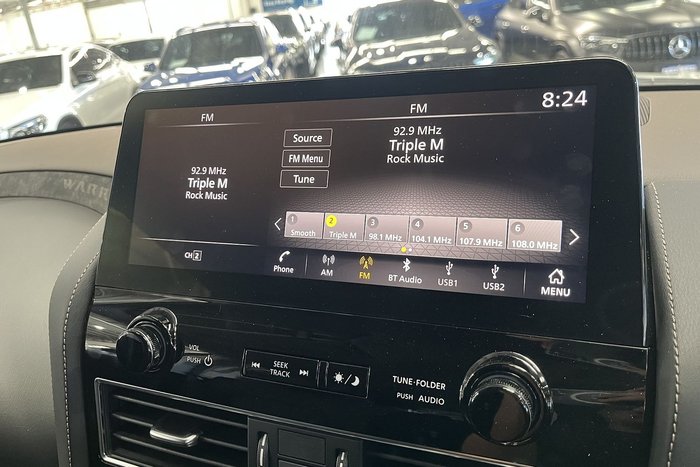 FM
92.9 MHz
Triple M
Rock Music
CH 2
FM
8:24
92.9 MHz
Triple M
Rock Music
Source
FM Menu
Tune
1 Smooth
2 Triple M
3 98.1 MHz
4 104.1 MHz
5 107.9 MHz
6 108.0 MHz
Phone
AM
FM
BT Audio
USB1
USB2
MENU
VOL
PUSH
SEEK
TRACK
TUNE·FOLDER
PUSH AUDIO